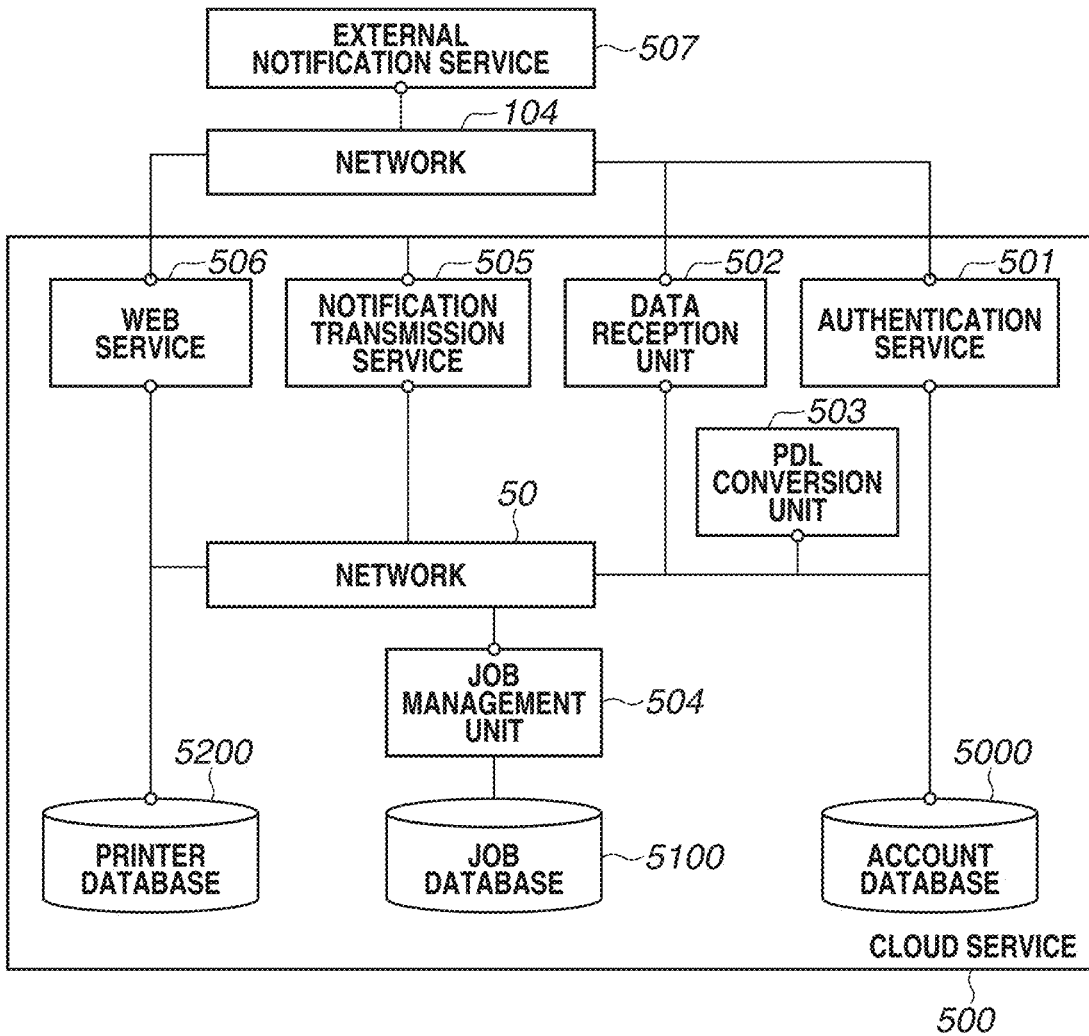 EXTERNAL
NOTIFICATION SERVICE
507
104
NETWORK
506
505
502
501
WEB
SERVICE
NOTIFICATION
TRANSMISSION
SERVICE
DATA
RECEPTION
UNIT
AUTHENTICATION
SERVICE
503
PDL
CONVERSION
UNIT
50
NETWORK
JOB
MANAGEMENT
UNIT
504
5200
5000
PRINTER
DATABASE
JOB
DATABASE
5100
ACCOUNT
DATABASE
CLOUD SERVICE
500